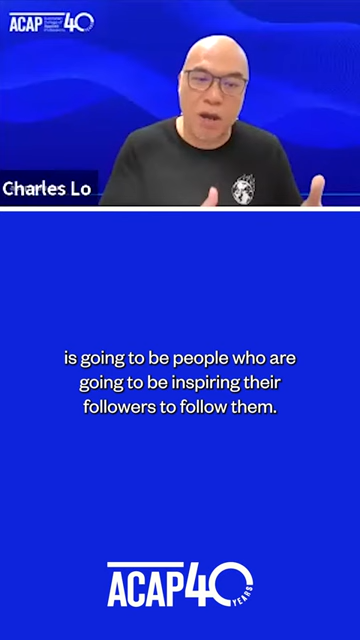 ACAP
40
Charles Lo
is going to be people who are
going to be inspiring their
followers to follow them.
ACAP40
YEARS